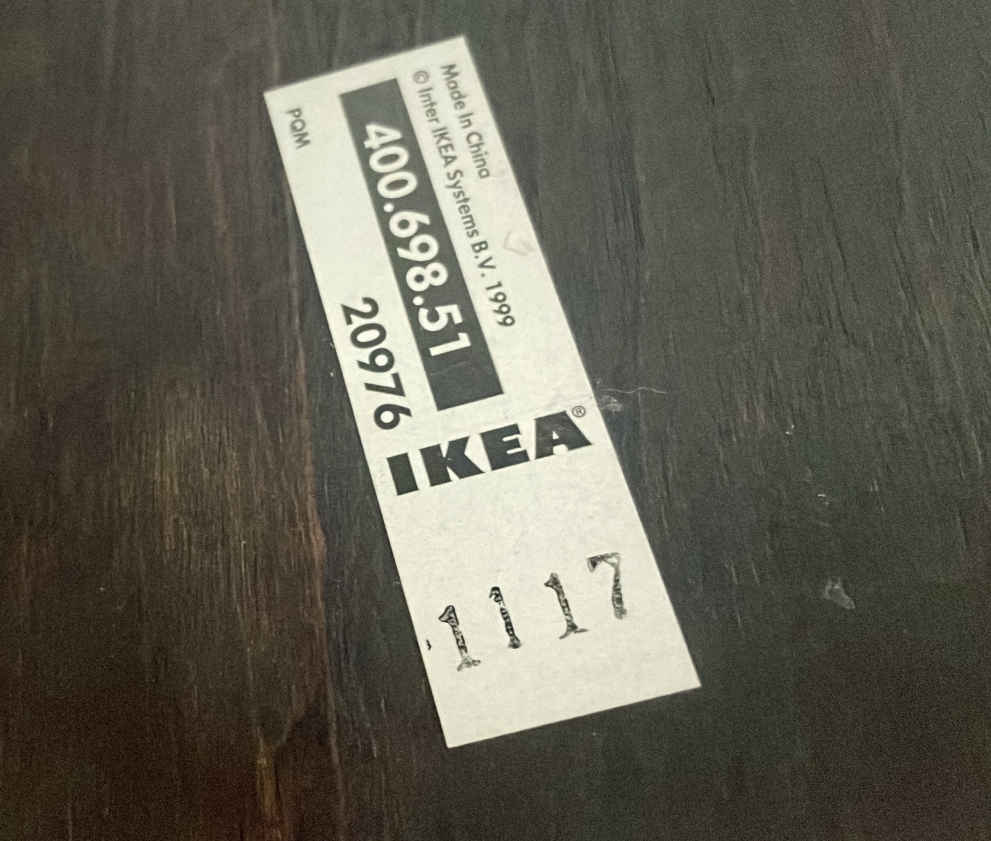 Made in China
© Inter IKEA Systems B.V. 1999
400.698.51
20976
PQM
IKEA®
1117